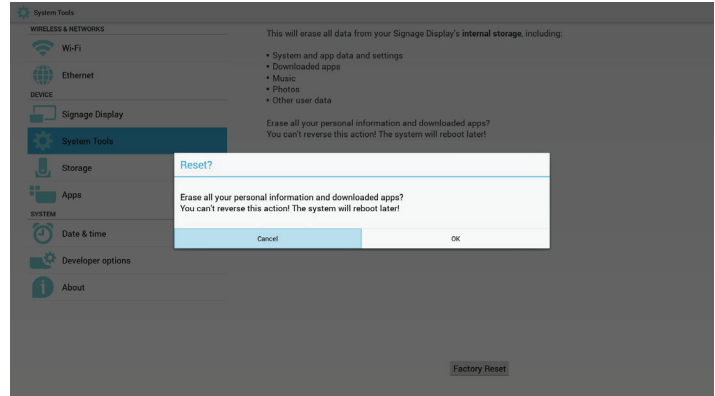 System Tools
WIRELESS & NETWORKS
Wi-Fi
Ethernet
DEVICE
Signage Display
System Tools
Storage
Apps
SYSTEM
Date & time
Developer options
About
This will erase all data from your Signage Display's internal storage, including:
• System and app data and settings
• Downloaded apps
• Music
• Photos
• Other user data
Erase all your personal information and downloaded apps?
You can't reverse this action! The system will reboot later!
Reset?
Erase all your personal information and downloaded apps?
You can't reverse this action! The system will reboot later!
Cancel
OK
Factory Reset